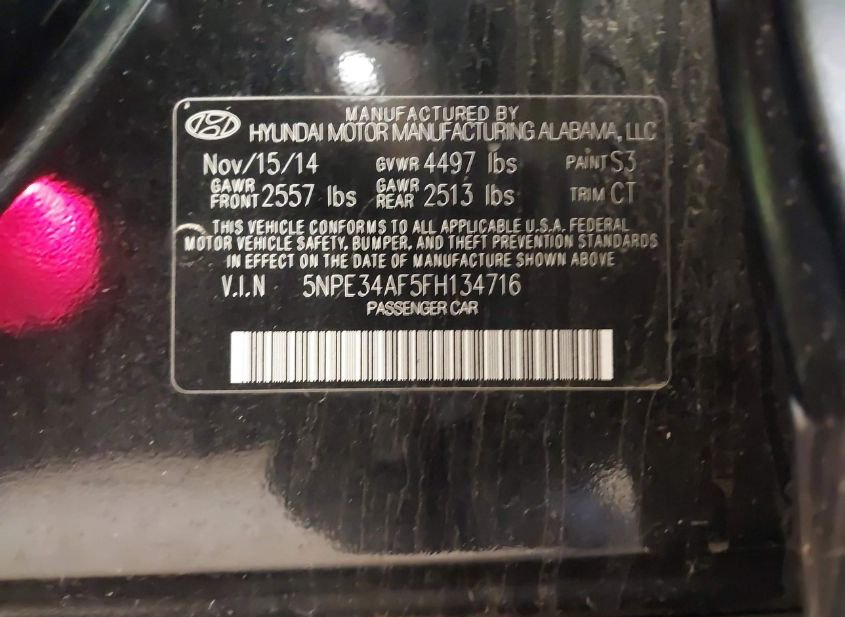 MANUFACTURED BY
HYUNDAI MOTOR MANUFACTURING ALABAMA, LLC
Nov/15/14 GVWR 4497 lbs PAINT S3
GAWR FRONT 2557 lbs GAWR REAR 2513 lbs TRIM CT
THIS VEHICLE CONFORMS TO ALL APPLICABLE U.S.A. FEDERAL
MOTOR VEHICLE SAFETY, BUMPER, AND THEFT PREVENTION STANDARDS
IN EFFECT ON THE DATE OF MANUFACTURE SHOWN ABOVE
V.I.N 5NPE34AF5FH134716
PASSENGER CAR